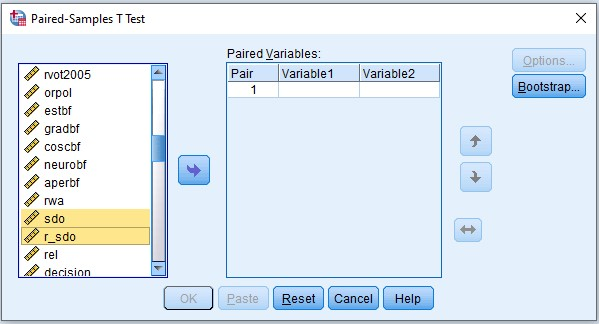 Paired-Samples T Test
Paired Variables:
rvot2005
orpol
estbf
gradbf
coscbf
neurobf
aperbf
rwa
sdo
r_sdo
rel
decision
Pair Variable1 Variable2
1
Options...
Bootstrap...
OK Paste Reset Cancel Help